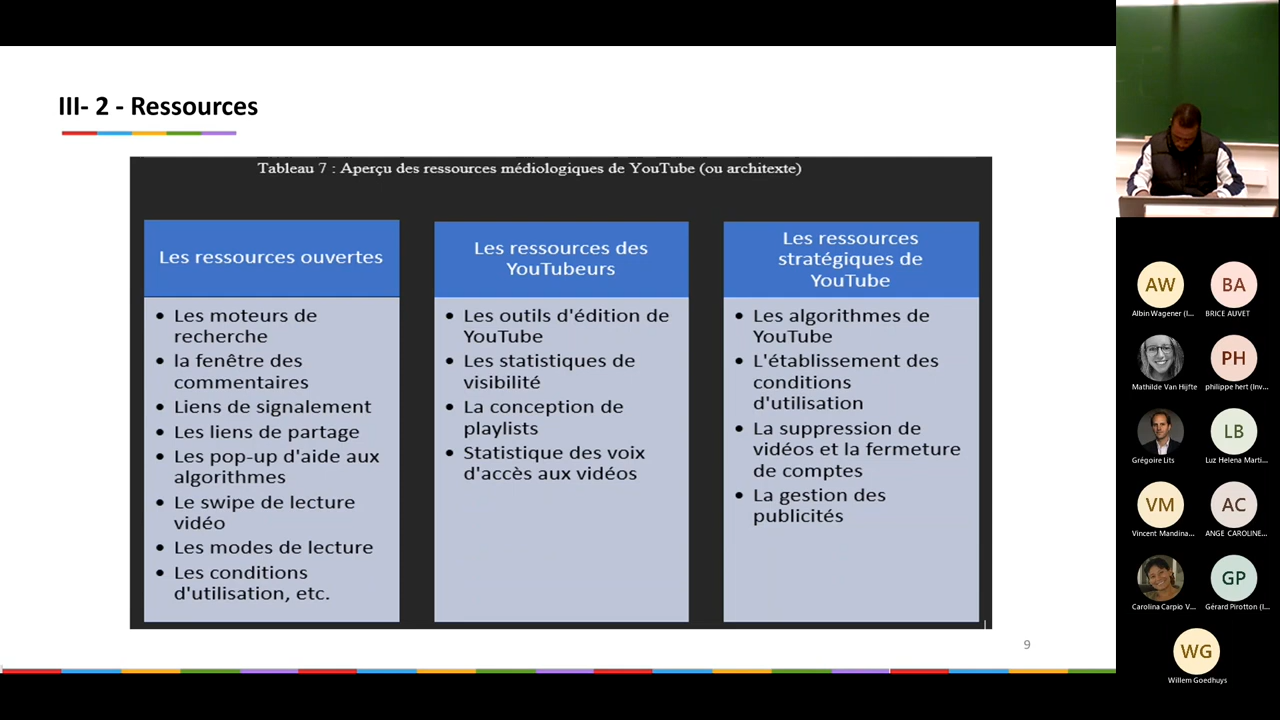 III- 2 - Ressources
Tableau 7 : Aperçu des ressources médiologiques de YouTube (ou architexte)
Les ressources ouvertes
• Les moteurs de
recherche
• la fenêtre des
commentaires
• Liens de signalement
• Les liens de partage
• Les pop-up d'aide aux
algorithmes
• Le swipe de lecture
vidéo
• Les modes de lecture
• Les conditions
d'utilisation, etc.
Les ressources des
YouTubeurs
• Les outils d'édition de
YouTube
• Les statistiques de
visibilité
• La conception de
playlists
• Statistique des voix
d'accès aux vidéos
Les ressources
stratégiques de
YouTube
• Les algorithmes de
YouTube
• L'établissement des
conditions
d'utilisation
• La suppression de
vidéos et la fermeture
de comptes
• La gestion des
publicités
9
AW
Albin Wagener (I...
BA
BRICE AUVET
Mathilde Van Hijfte
PH
philippe hert (Inv...
Grégoire Lits
LB
Luz Helena Marti...
VM
Vincent Mandina...
AC
ANGE CAROLINE...
Carolina Carpio V...
GP
Gérard Pirotton (I...
WG
Willem Goedhuys